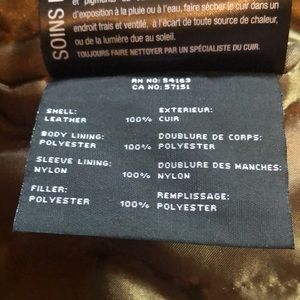 SOINS
et pigments
d'exposition à la pluie ou à l'eau, faire sécher le cuir dans un
endroit frais et ventilé, à l'écart de toute source de chaleur,
ou de la lumière due au soleil.
TOUJOURS FAIRE NETTOYER PAR UN SPÉCIALISTE DU CUIR.
RN NO: 54163
CA NO: 57151
SHELL: EXTERIEUR:
LEATHER 100% CUIR
BODY LINING: DOUBLURE DE CORPS:
POLYESTER 100% POLYESTER
SLEEVE LINING: DOUBLURE DES MANCHES:
NYLON 100% NYLON
FILLER: REMPLISSAGE:
POLYESTER 100% POLYESTER